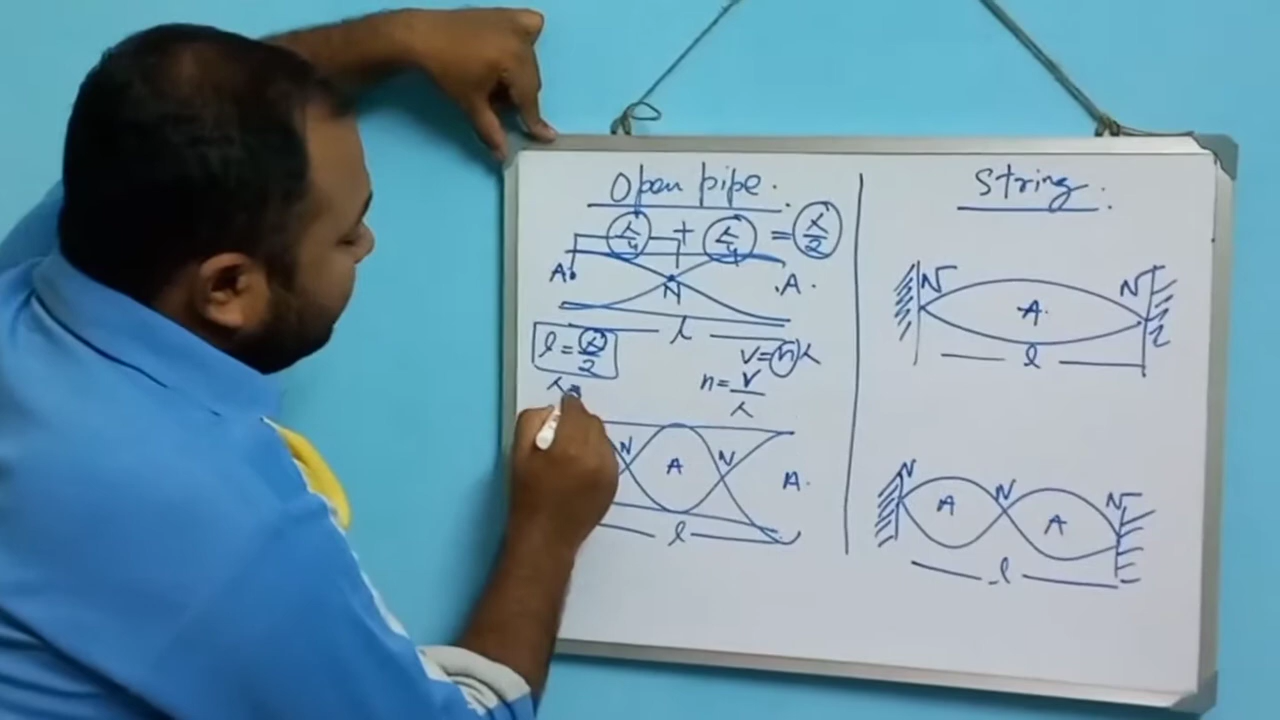 Open pipe.
λ/4 + λ/4 = λ/2
A
N
.A.
l
l = λ/2
v = nλ
n = v/λ
λ =
N
A
N
A.
l
String.
N
A.
N
l
N
A
N
A
N
l